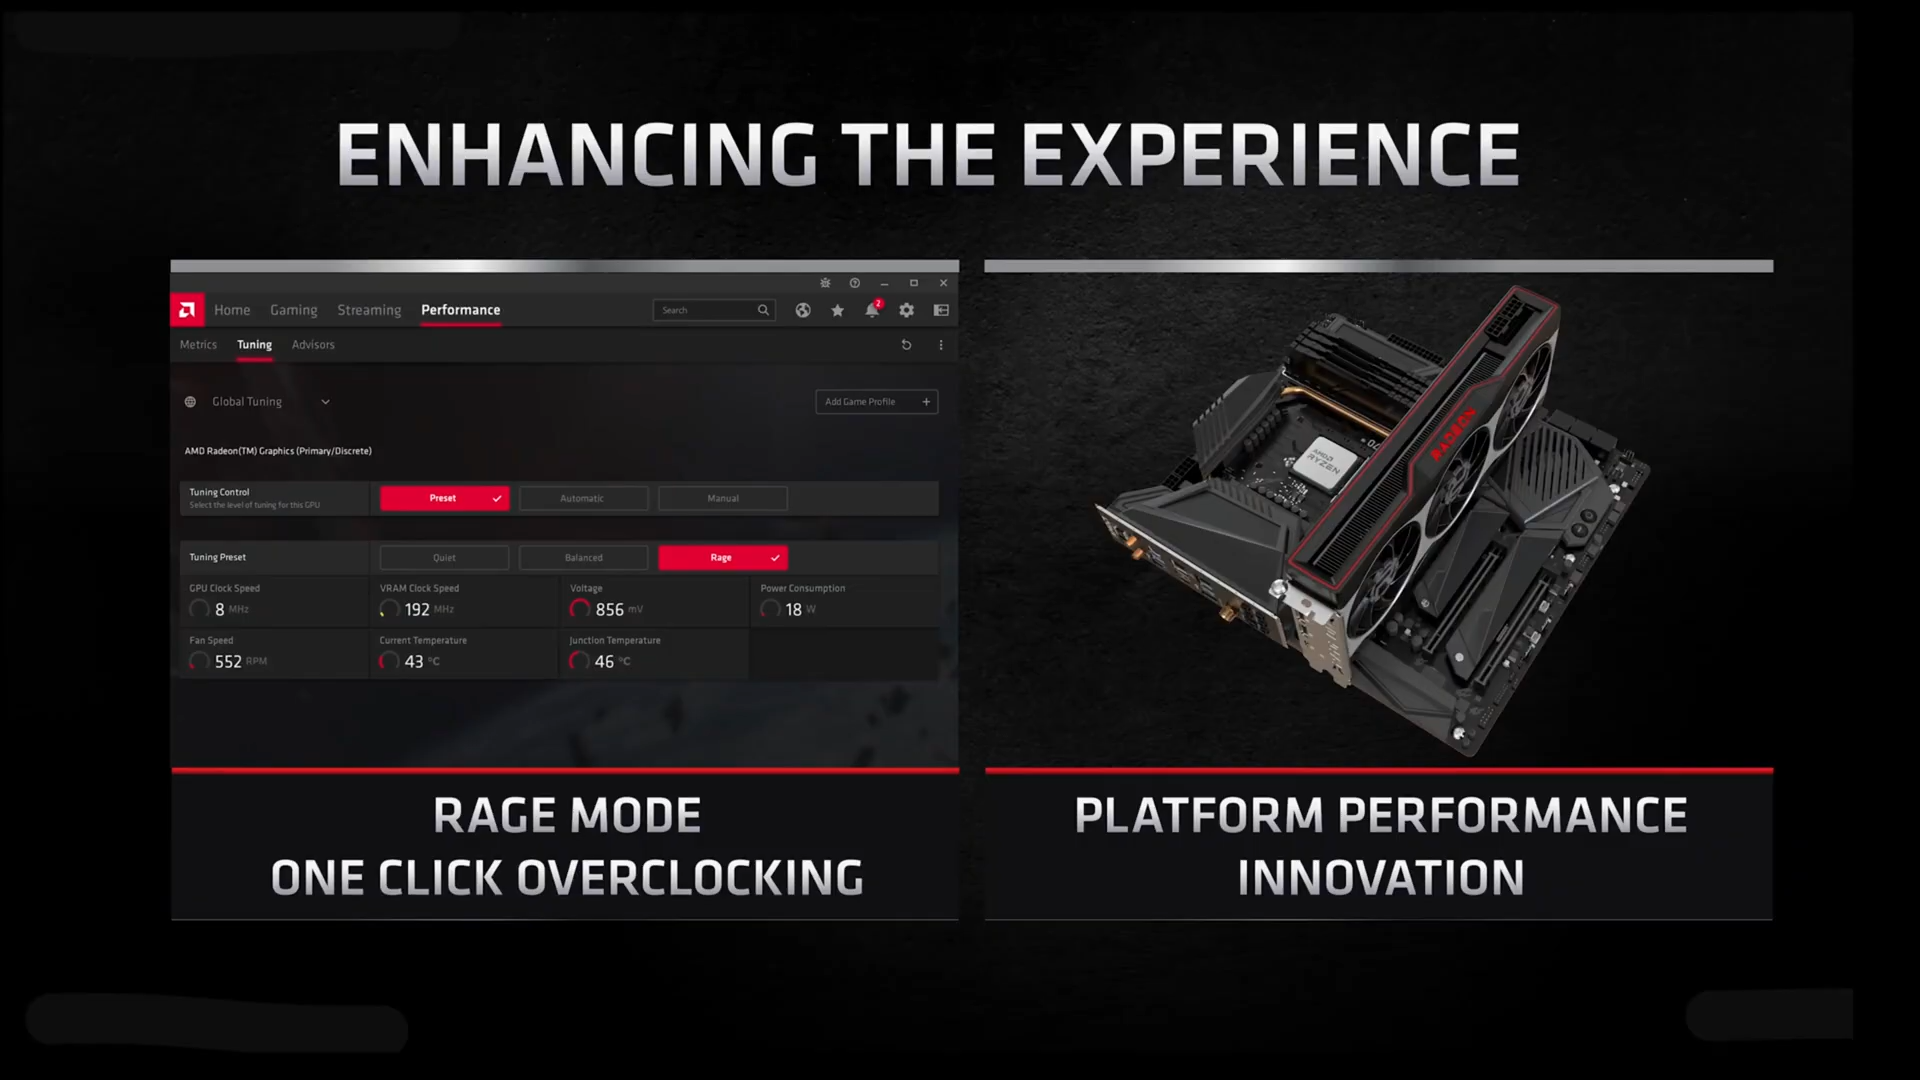 ENHANCING THE EXPERIENCE
Home Gaming Streaming Performance Search 2
Metrics Tuning Advisors
Global Tuning Add Game Profile +
AMD Radeon(TM) Graphics (Primary/Discrete)
Tuning Control
Select the level of tuning for this GPU
Preset Automatic Manual
Tuning Preset Quiet Balanced Rage
GPU Clock Speed VRAM Clock Speed Voltage Power Consumption
8 MHz 192 MHz 856 mV 18 W
Fan Speed Current Temperature Junction Temperature
552 RPM 43 °C 46 °C
RADEON
AMD
RYZEN
RAGE MODE
ONE CLICK OVERCLOCKING
PLATFORM PERFORMANCE
INNOVATION